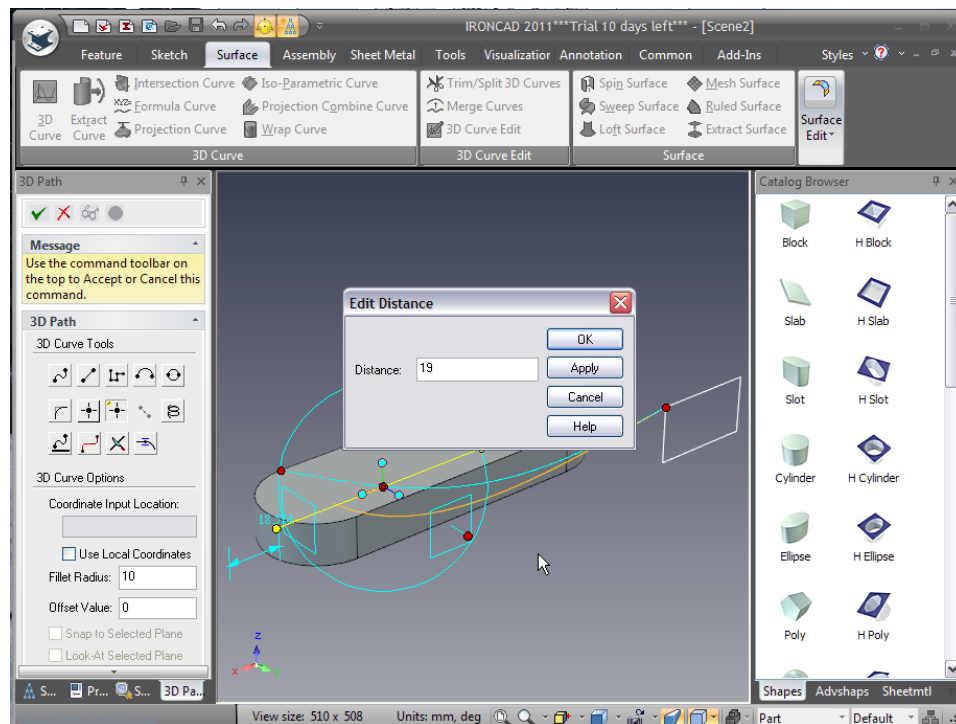 IRONCAD 2011***Trial 10 days left*** - [Scene2]
Feature Sketch Surface Assembly Sheet Metal Tools Visualization Annotation Common Add-Ins Styles
3D Curve
Extract Curve
Intersection Curve
Formula Curve
Projection Curve
Iso-Parametric Curve
Projection Combine Curve
Wrap Curve
3D Curve
Trim/Split 3D Curves
Merge Curves
3D Curve Edit
3D Curve Edit
Spin Surface
Sweep Surface
Loft Surface
Mesh Surface
Ruled Surface
Extract Surface
Surface
Surface
Edit
3D Path
Message
Use the command toolbar on
the top to Accept or Cancel this
command.
3D Path
3D Curve Tools
3D Curve Options
Coordinate Input Location:
Use Local Coordinates
Fillet Radius: 10
Offset Value: 0
Snap to Selected Plane
Look-At Selected Plane
S... Pr... S... 3D Pa...
Edit Distance
Distance: 19
OK
Apply
Cancel
Help
Z
X
Catalog Browser
Block H Block
Slab H Slab
Slot H Slot
Cylinder H Cylinder
Ellipse H Ellipse
Poly H Poly
Shapes Advshaps Sheetmtl
View size: 510 x 508 Units: mm, deg Part Default